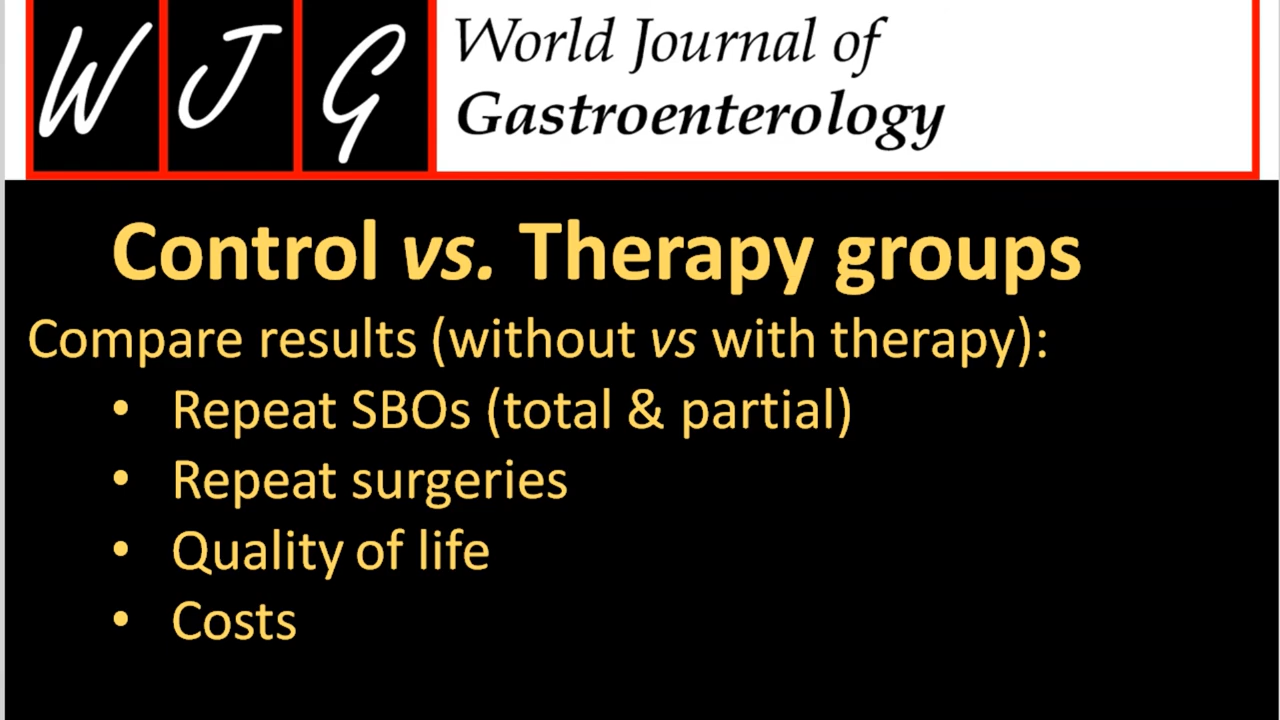 W J G
World Journal of
Gastroenterology
Control vs. Therapy groups
Compare results (without vs with therapy):
• Repeat SBOs (total & partial)
• Repeat surgeries
• Quality of life
• Costs